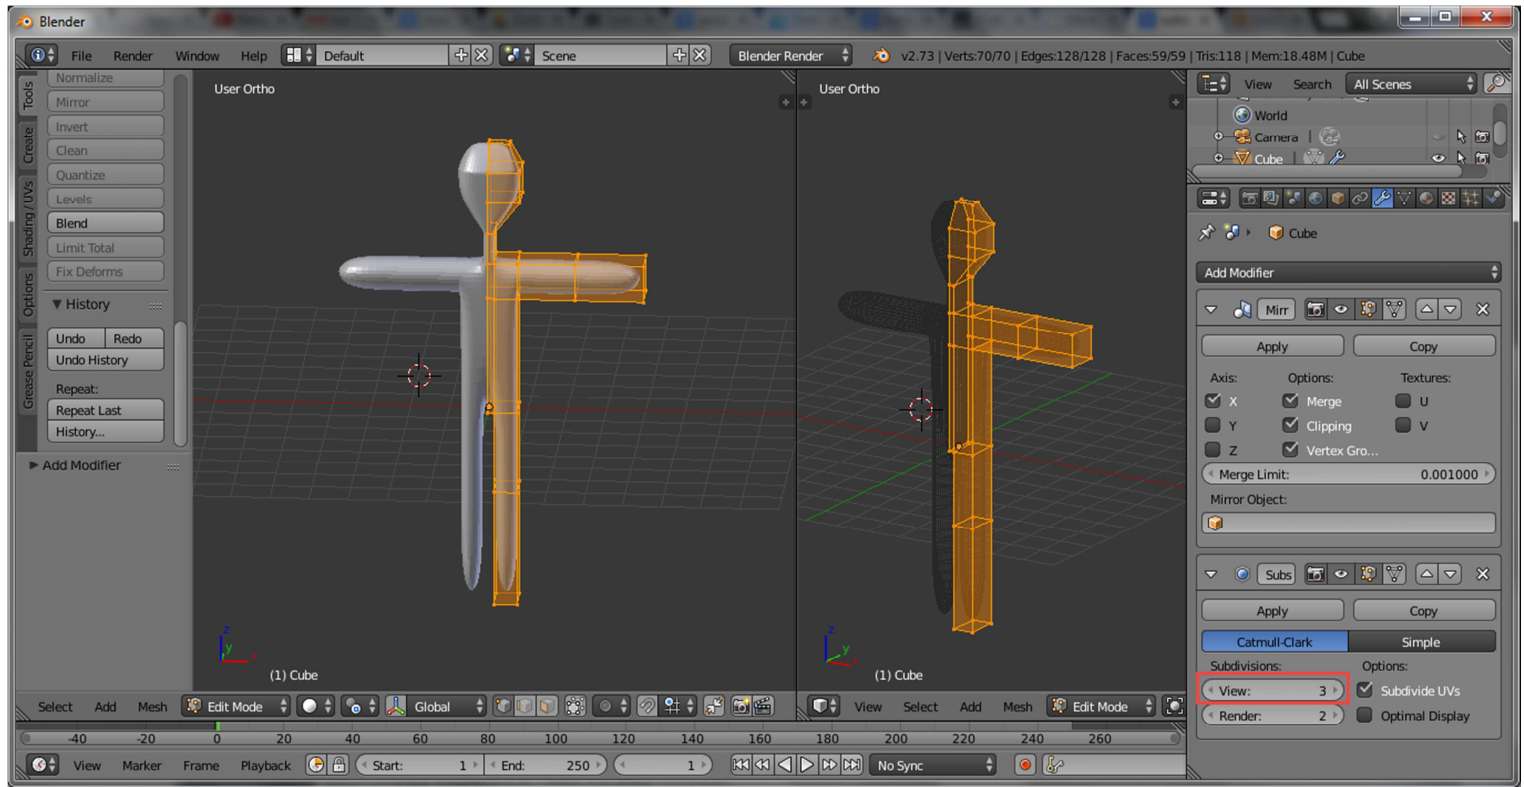 Blender
File Render Window Help Default Scene Blender Render v2.73 | Verts:70/70 | Edges:128/128 | Faces:59/59 | Tris:118 | Mem:18.48M | Cube
Tools
Create
Shading / UVs
Options
Grease Pencil
Normalize
Mirror
Invert
Clean
Quantize
Levels
Blend
Limit Total
Fix Deforms
History
Undo Redo
Undo History
Repeat:
Repeat Last
History...
Add Modifier
User Ortho
z
y
x
(1) Cube
Select Add Mesh Edit Mode Global
User Ortho
z
y
x
(1) Cube
View Select Add Mesh Edit Mode
-40 -20 0 20 40 60 80 100 120 140 160 180 200 220 240 260
View Marker Frame Playback Start: 1 End: 250 1 No Sync
View Search All Scenes
World
Camera
Cube
Cube
Add Modifier
Mirr
Apply Copy
Axis: Options: Textures:
X Merge U
Y Clipping V
Z Vertex Gro...
Merge Limit: 0.001000
Mirror Object:
Subs
Apply Copy
Catmull-Clark Simple
Subdivisions: Options:
View: 3 Subdivide UVs
Render: 2 Optimal Display